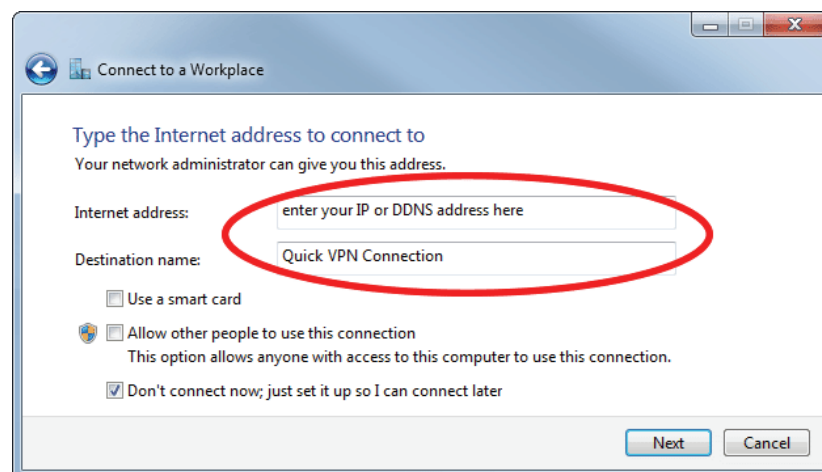 Connect to a Workplace
Type the Internet address to connect to
Your network administrator can give you this address.
Internet address: enter your IP or DDNS address here
Destination name: Quick VPN Connection
Use a smart card
Allow other people to use this connection
This option allows anyone with access to this computer to use this connection.
Don't connect now; just set it up so I can connect later
Next Cancel